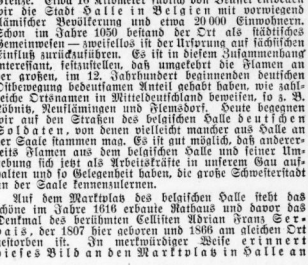 wir die Stadt Halle in Belgien mit vorwiegend
flämischer Bevölkerung und etwa 20 000 Einwohnern.
Schon im Jahre 1050 bestand der Ort als städtisches
Gemeinwesen — zweifellos ist der Ursprung auf sächsischen
Einfluß zurückzuführen. Es ist in diesem Zusammenhang
interessant, festzustellen, daß umgekehrt die Flamen an
der großen, im 12. Jahrhundert beginnenden deutschen
Ostbewegung bedeutsamen Anteil gehabt haben, wie zahl-
reiche Ortsnamen in Mitteldeutschland beweisen, so z. B.
Löbnitz, Neuflämingen und Flemsdorf. Heute begegnen
wir auf den Straßen des belgischen Halle deutschen
Soldaten, von denen vielleicht mancher aus Halle an
der Saale stammen mag. Es ist gut möglich, daß anderer-
seits Flamen aus dem belgischen Halle und seiner Um-
gebung sich jetzt als Arbeitskräfte in unserem Gau auf-
halten und so Gelegenheit haben, die große Schwesterstadt
an der Saale kennenzulernen.
Auf dem Marktplatz des belgischen Halle steht das
schöne im Jahre 1616 erbaute Rathaus und davor das
Denkmal des berühmten Cellisten Adrian Franz Ser-
vais, der 1807 hier geboren und 1866 am gleichen Ort
gestorben ist. In merkwürdiger Weise erinnert
dieses Bild an den Marktplatz in Halle an